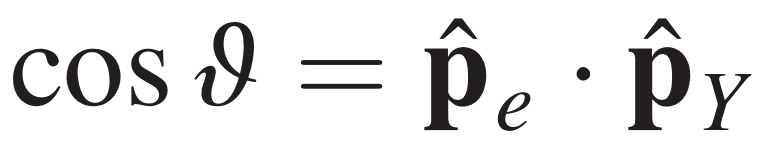 cos ϑ = p̂ₑ · p̂_Y